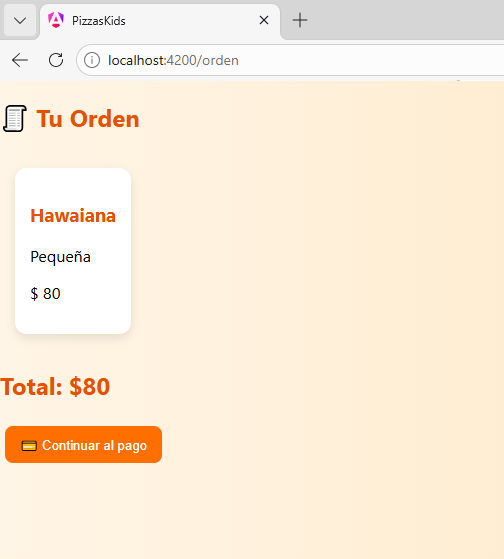 PizzasKids
localhost:4200/orden
Tu Orden
Hawaiana
Pequeña
$ 80
Total: $80
Continuar al pago